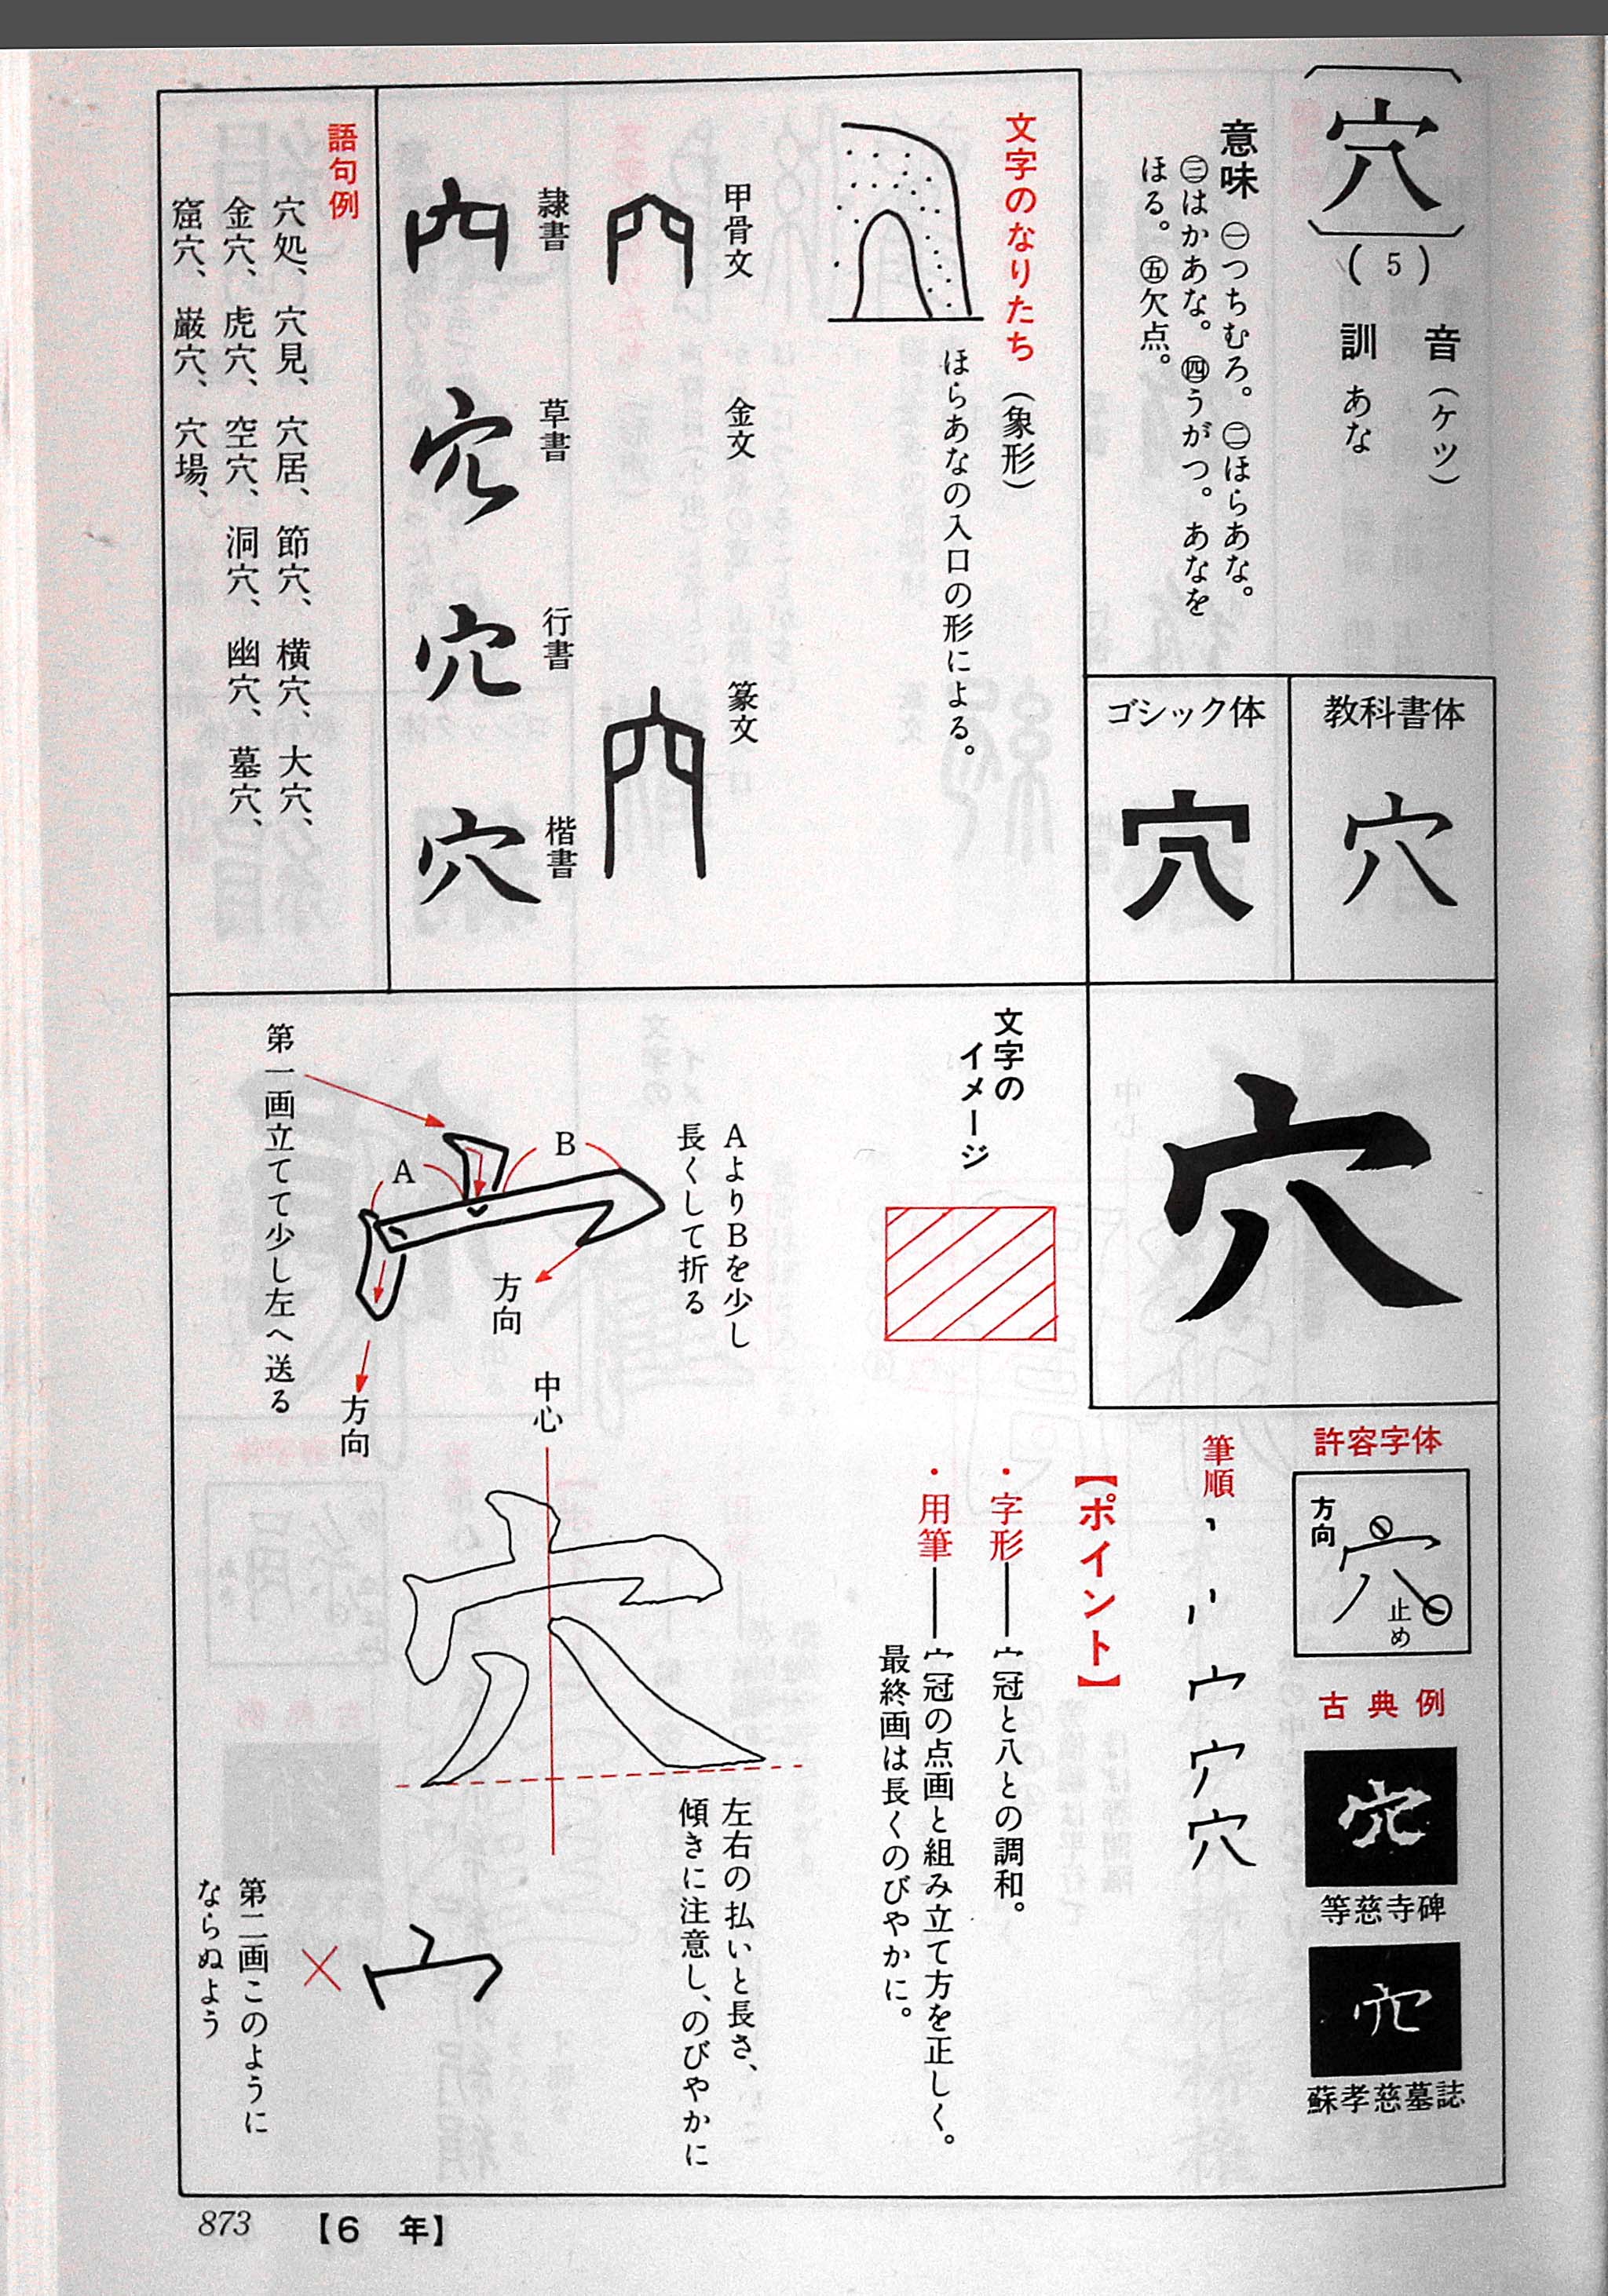 穴
(5)
音(ケツ)
訓 あな
意味 ㊀つちむろ。㊁ほらあな。
㊂はかあな。㊃うがつ。あなを
ほる。㊄欠点。
教科書体
穴
ゴシック体
穴
文字のなりたち(象形)
ほらあなの入口の形による。
甲骨文
金文
篆文
隷書
草書
行書
楷書
穴
穴
穴
穴
語句例
穴処、穴見、穴居、節穴、横穴、大穴、
金穴、虎穴、空穴、洞穴、幽穴、墓穴、
窟穴、巌穴、穴場、
穴
許容字体
方向
穴
止め
古典例
穴
等慈寺碑
穴
蘇孝慈墓誌
筆順
穴
【ポイント】
・字形――宀冠と八との調和。
・用筆――宀冠の点画と組み立て方を正しく。
最終画は長くのびやかに。
文字の
イメージ
AよりBを少し
長くして折る
A
B
方向
方向
第一画立てて少し左へ送る
中心
左右の払いと長さ、
傾きに注意し、のびやかに
第二画このように
ならぬよう
873
【6 年】